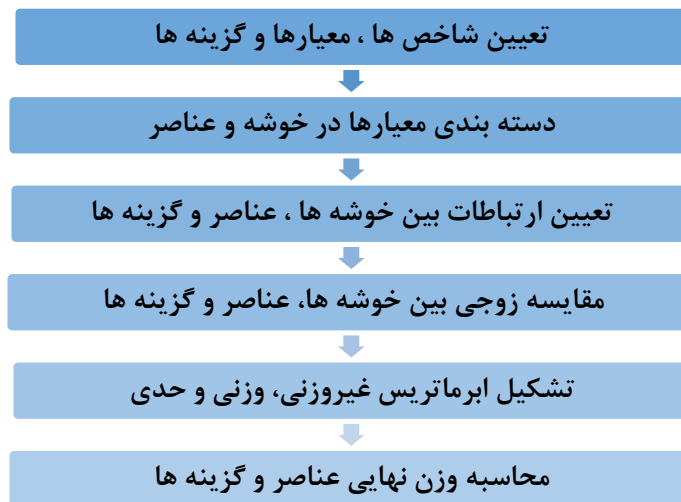 تعیین شاخص ها ، معیارها و گزینه ها
دسته بندی معیارها در خوشه و عناصر
تعیین ارتباطات بین خوشه ها ، عناصر و گزینه ها
مقایسه زوجی بین خوشه ها، عناصر و گزینه ها
تشکیل ابرماتریس غیروزنی، وزنی و حدی
محاسبه وزن نهایی عناصر و گزینه ها